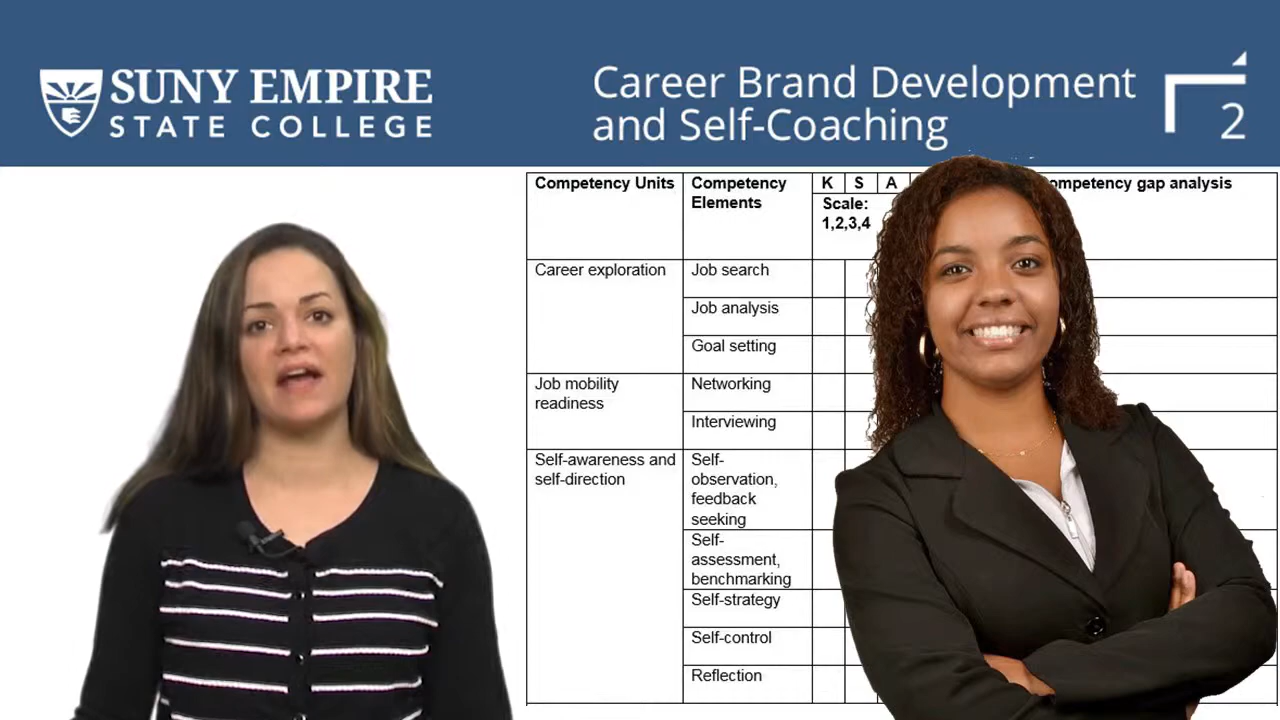 SUNY EMPIRE
STATE COLLEGE
Career Brand Development
and Self-Coaching
2
Competency Units
Competency
Elements
K S A
Scale:
1,2,3,4
ompetency gap analysis
Career exploration
Job search
Job analysis
Goal setting
Job mobility
readiness
Networking
Interviewing
Self-awareness and
self-direction
Self-
observation,
feedback
seeking
Self-
assessment,
benchmarking
Self-strategy
Self-control
Reflection